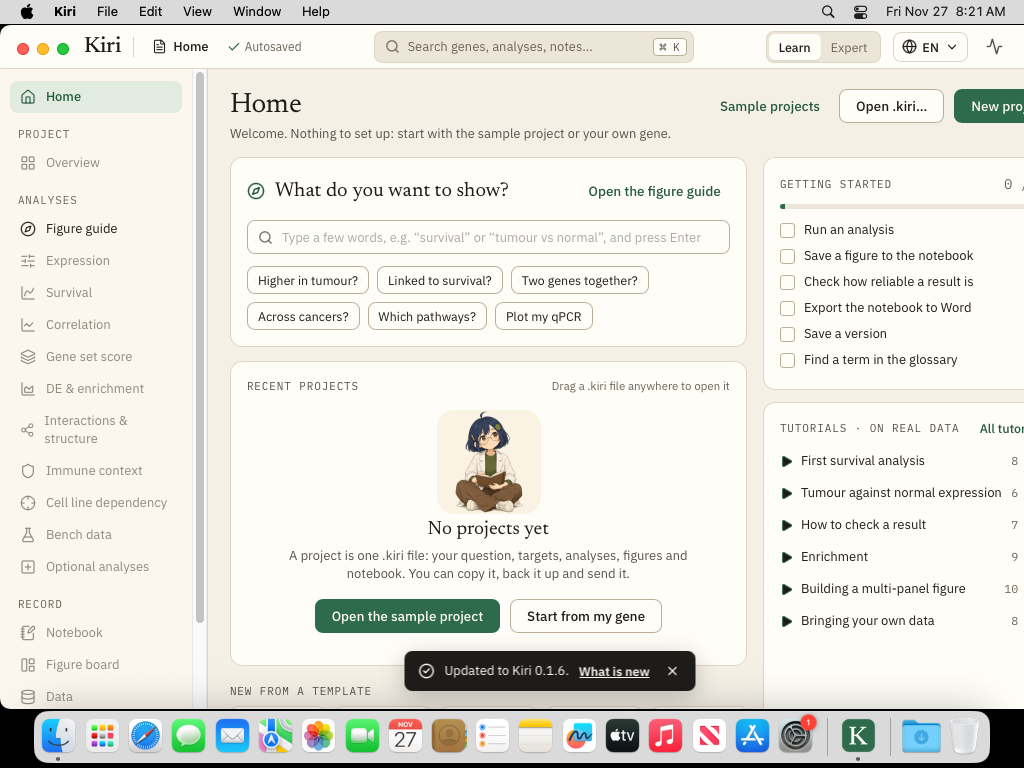 Kiri File Edit View Window Help Fri Nov 27 8:21 AM
Kiri Home Autosaved Search genes, analyses, notes... ⌘ K Learn Expert EN
Home
PROJECT
Overview
ANALYSES
Figure guide
Expression
Survival
Correlation
Gene set score
DE & enrichment
Interactions &
structure
Immune context
Cell line dependency
Bench data
Optional analyses
RECORD
Notebook
Figure board
Data
Home
Sample projects Open .kiri... New proj
Welcome. Nothing to set up: start with the sample project or your own gene.
What do you want to show? Open the figure guide
Type a few words, e.g. “survival” or “tumour vs normal”, and press Enter
Higher in tumour? Linked to survival? Two genes together?
Across cancers? Which pathways? Plot my qPCR
RECENT PROJECTS Drag a .kiri file anywhere to open it
No projects yet
A project is one .kiri file: your question, targets, analyses, figures and
notebook. You can copy it, back it up and send it.
Open the sample project Start from my gene
NEW FROM A TEMPLATE
GETTING STARTED 0 /
Run an analysis
Save a figure to the notebook
Check how reliable a result is
Export the notebook to Word
Save a version
Find a term in the glossary
TUTORIALS · ON REAL DATA All tutor
First survival analysis 8
Tumour against normal expression 6
How to check a result 7
Enrichment 9
Building a multi-panel figure 10
Bringing your own data 8
Updated to Kiri 0.1.6. What is new
NOV
27
tv
1
K